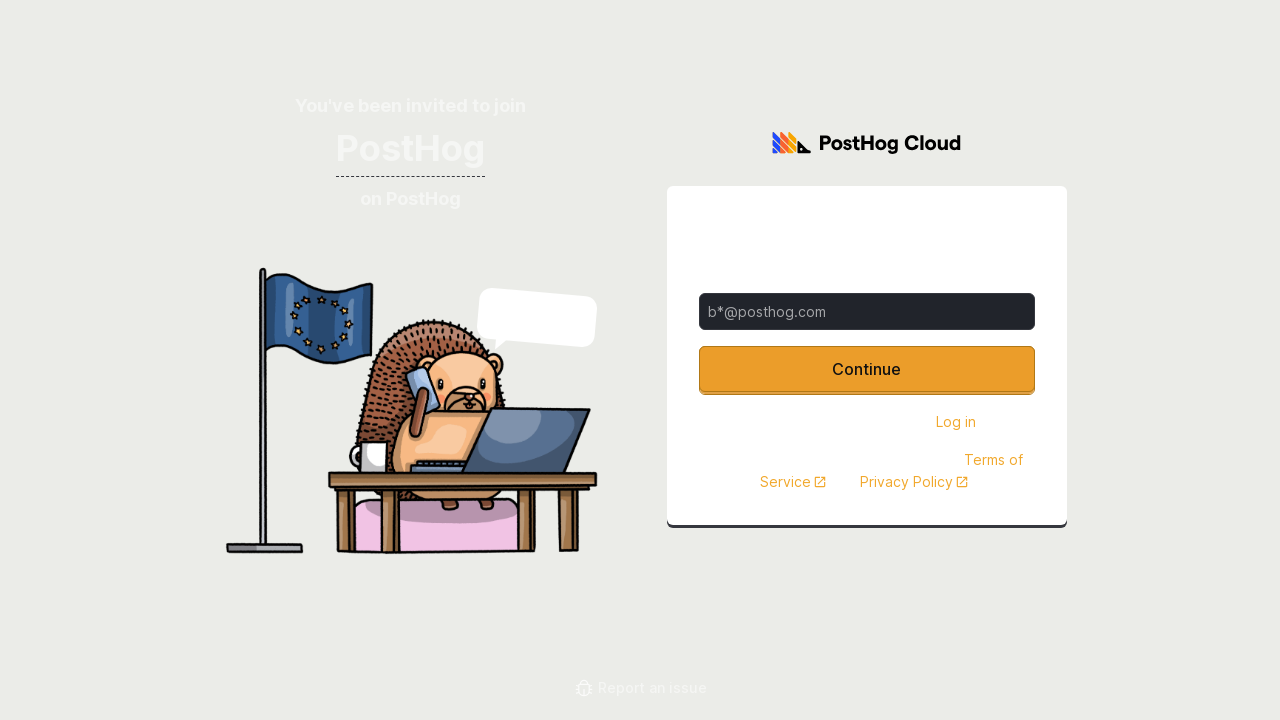 You've been invited to join
PostHog
on PostHog
PostHog Cloud
b*@posthog.com
Continue
Log in
Terms of
Service
Privacy Policy
Report an issue